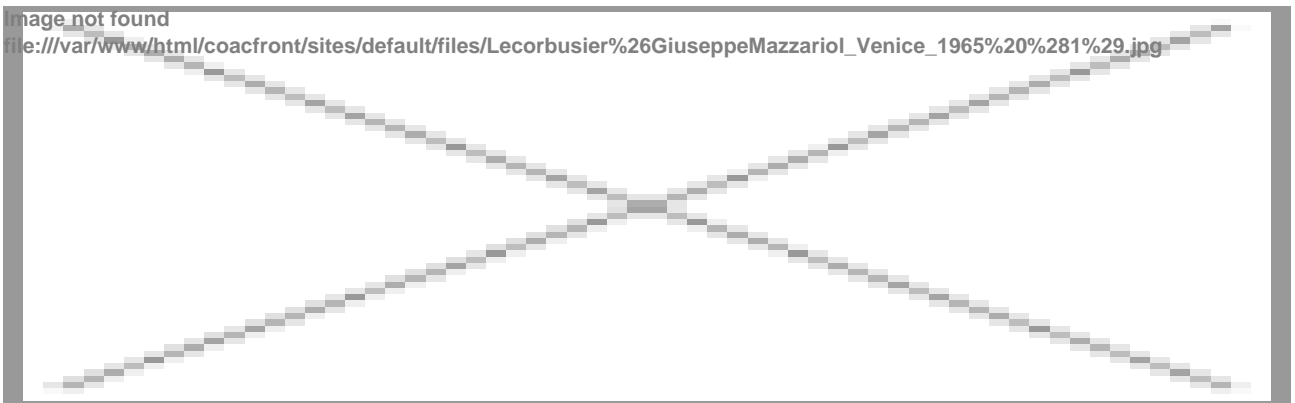 Image not found
file:///var/www/html/coacfront/sites/default/files/Lecorbusier%26GiuseppeMazzariol_Venice_1965%20%281%29.jpg